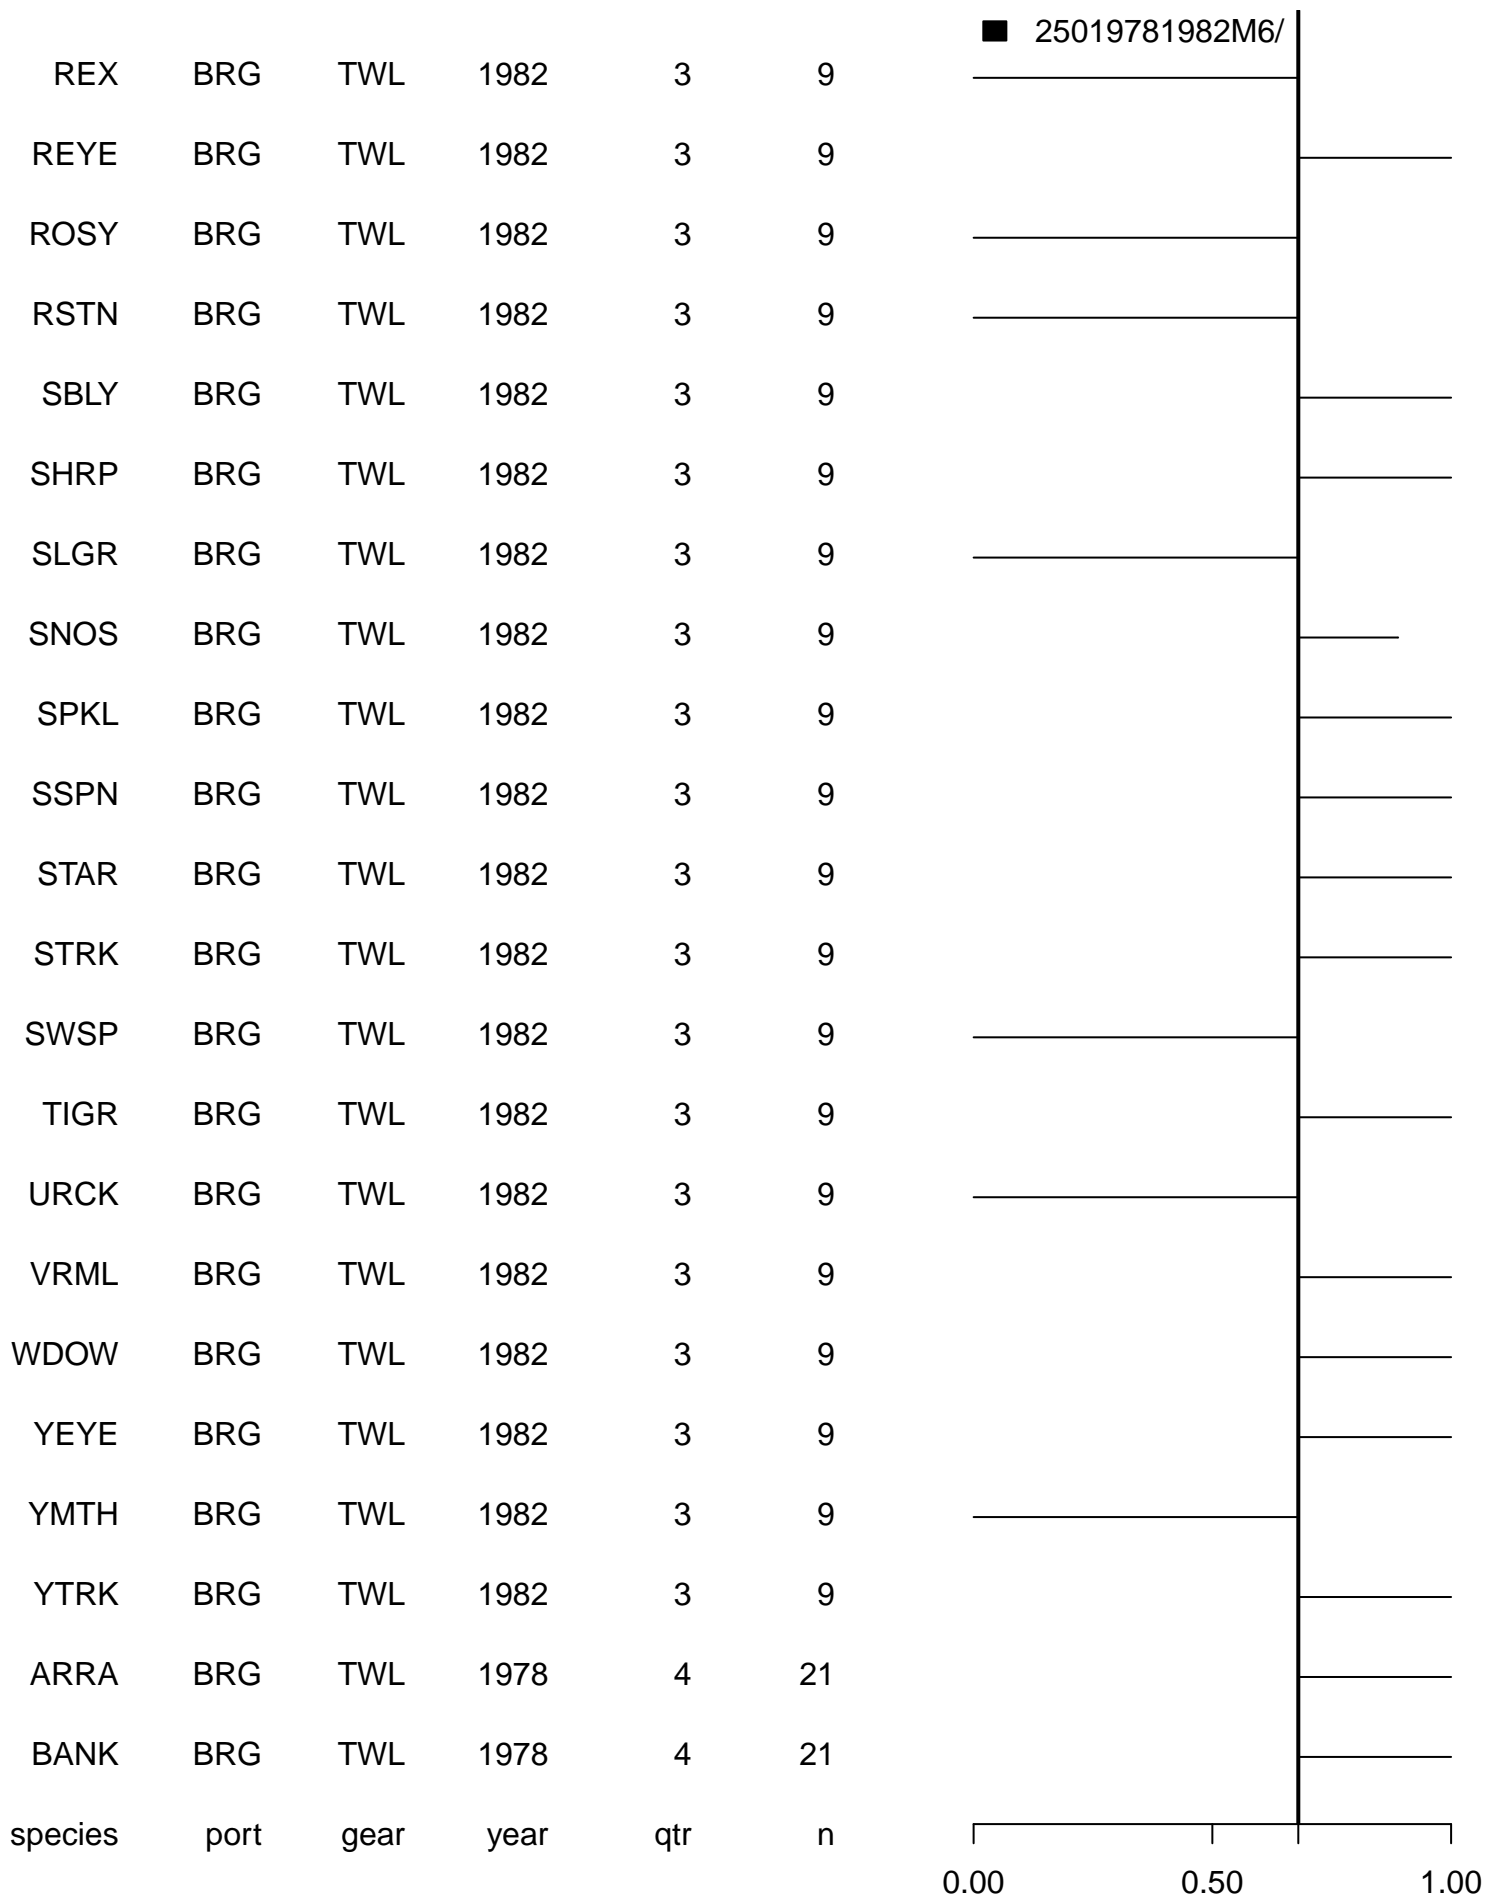 25019781982M6/
REX BRG TWL 1982 3 9
REYE BRG TWL 1982 3 9
ROSY BRG TWL 1982 3 9
RSTN BRG TWL 1982 3 9
SBLY BRG TWL 1982 3 9
SHRP BRG TWL 1982 3 9
SLGR BRG TWL 1982 3 9
SNOS BRG TWL 1982 3 9
SPKL BRG TWL 1982 3 9
SSPN BRG TWL 1982 3 9
STAR BRG TWL 1982 3 9
STRK BRG TWL 1982 3 9
SWSP BRG TWL 1982 3 9
TIGR BRG TWL 1982 3 9
URCK BRG TWL 1982 3 9
VRML BRG TWL 1982 3 9
WDOW BRG TWL 1982 3 9
YEYE BRG TWL 1982 3 9
YMTH BRG TWL 1982 3 9
YTRK BRG TWL 1982 3 9
ARRA BRG TWL 1978 4 21
BANK BRG TWL 1978 4 21
species port gear year qtr n
0.00 0.50 1.00